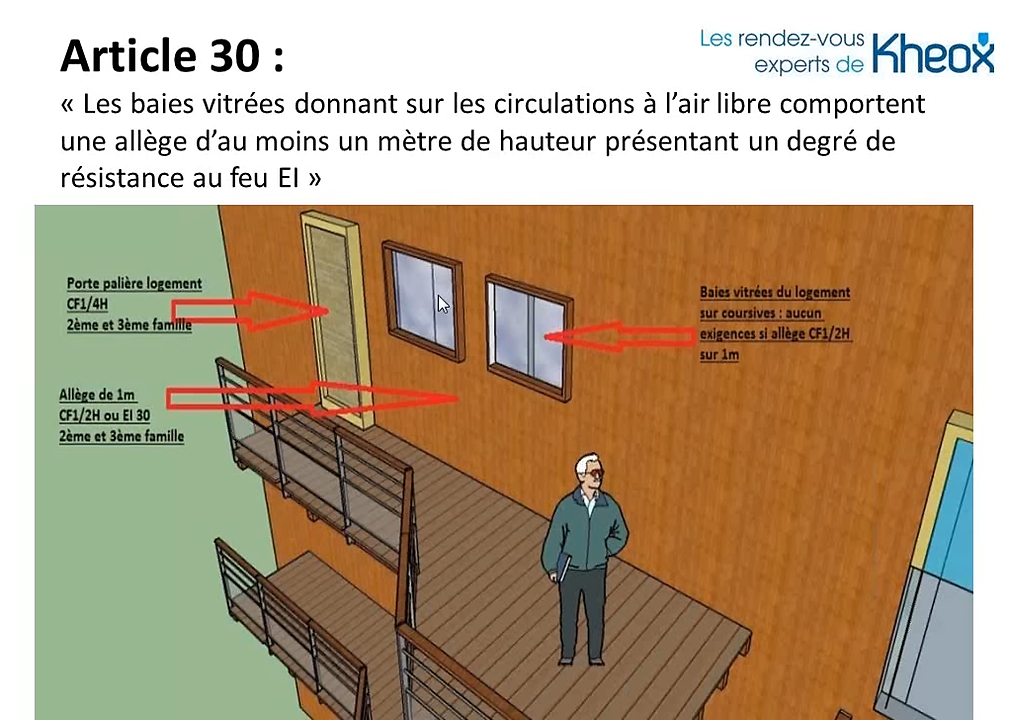 Article 30 :
Les rendez-vous
experts de Kheox
« Les baies vitrées donnant sur les circulations à l'air libre comportent
une allège d'au moins un mètre de hauteur présentant un degré de
résistance au feu EI »
Porte palière logement
CF1/4H
2ème et 3ème famille
Baies vitrées du logement
sur coursives : aucun
exigences si allège CF1/2H
sur 1m
Allège de 1m
CF1/2H ou EI 30
2ème et 3ème famille